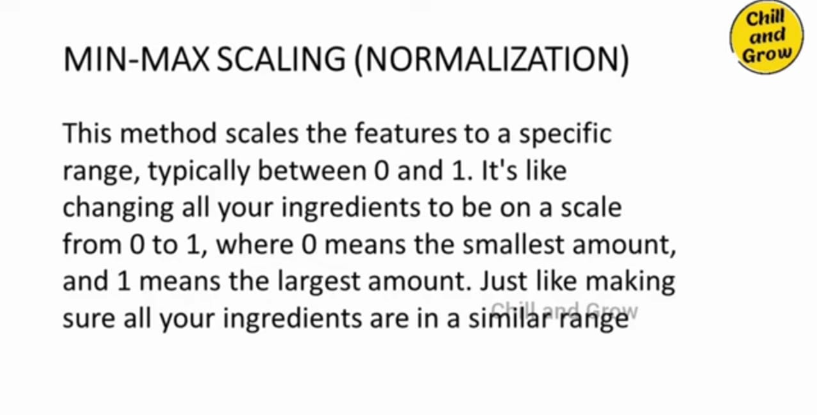 Chill
and
Grow
MIN-MAX SCALING (NORMALIZATION)
This method scales the features to a specific
range, typically between 0 and 1. It's like
changing all your ingredients to be on a scale
from 0 to 1, where 0 means the smallest amount,
and 1 means the largest amount. Just like making
Chill and Grow
sure all your ingredients are in a similar range